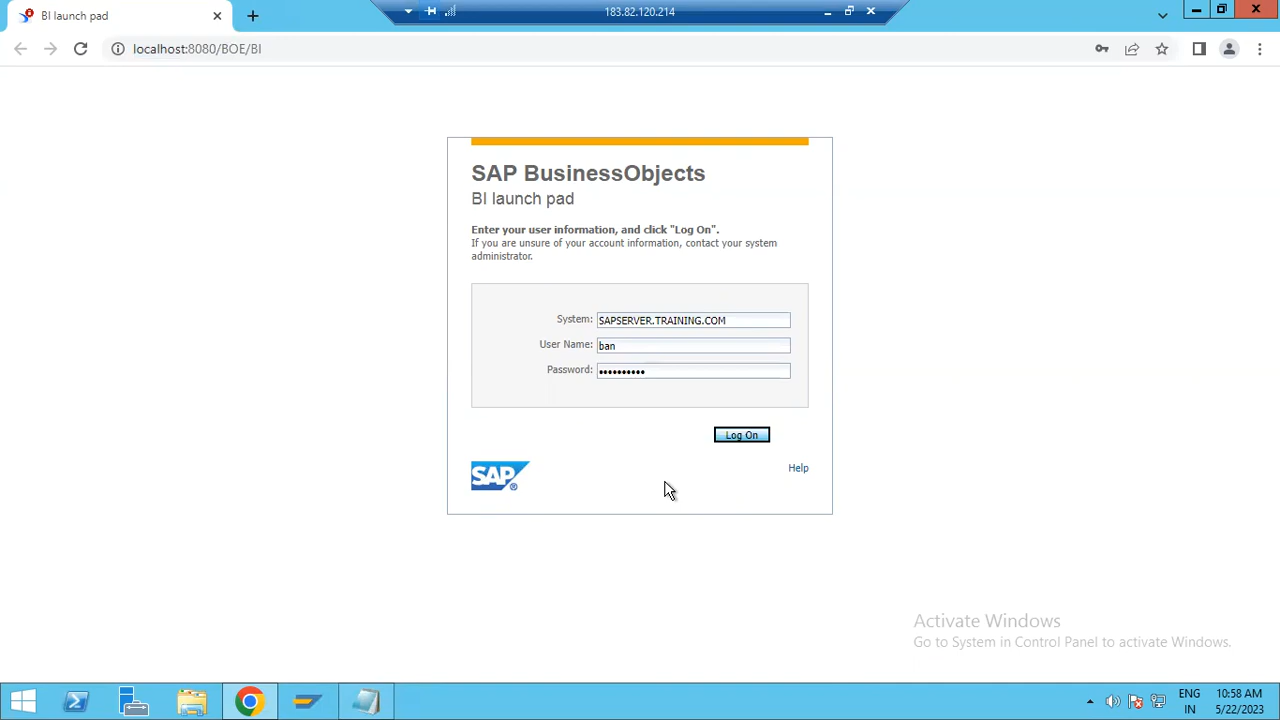 BI launch pad
183.82.120.214
localhost:8080/BOE/BI
SAP BusinessObjects
BI launch pad
Enter your user information, and click "Log On".
If you are unsure of your account information, contact your system
administrator.
System: SAPSERVER.TRAINING.COM
User Name: ban
Password: ••••••••••
Log On
SAP®
Help
Activate Windows
Go to System in Control Panel to activate Windows.
ENG 10:58 AM
IN 5/22/2023